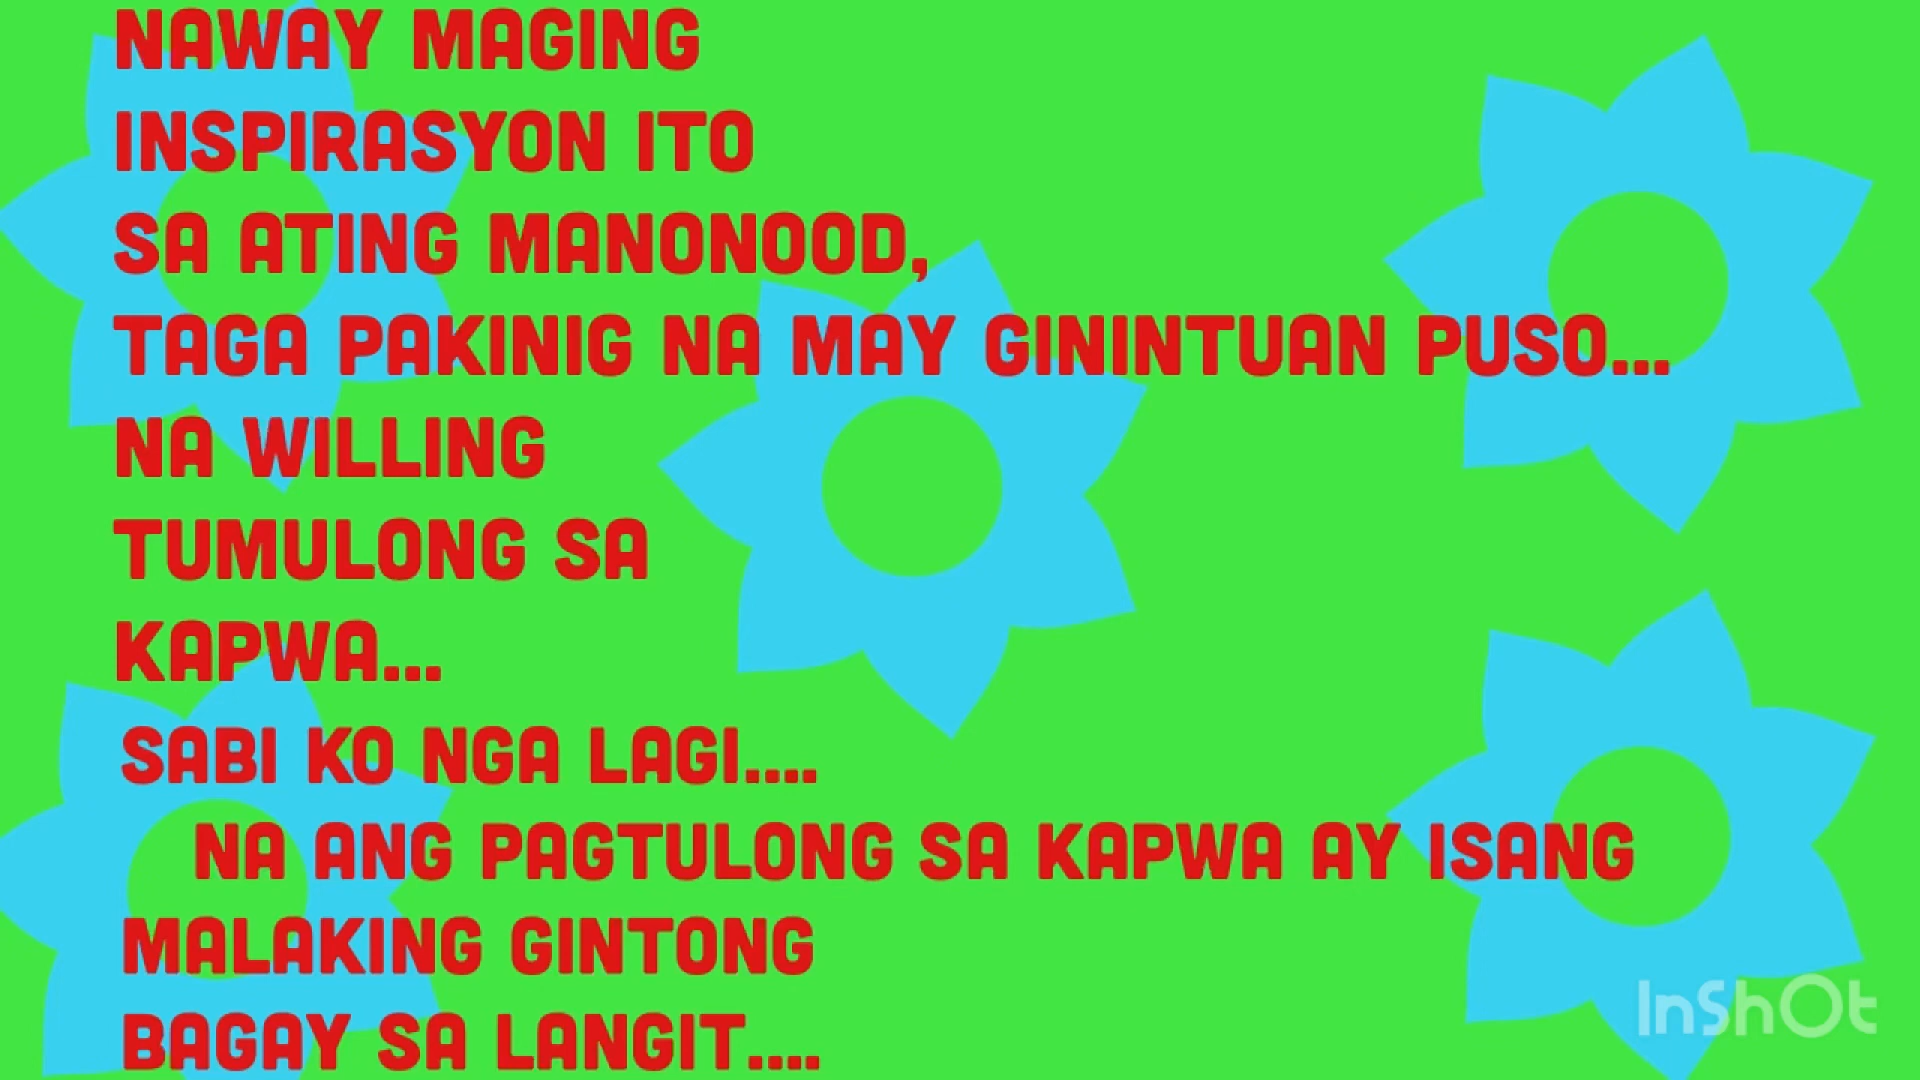 NAWAY MAGING
INSPIRASYON ITO
SA ATING MANONOOD,
TAGA PAKINIG NA MAY GININTUAN PUSO...
NA WILLING
TUMULONG SA
KAPWA...
SABI KO NGA LAGI....
NA ANG PAGTULONG SA KAPWA AY ISANG
MALAKING GINTONG
BAGAY SA LANGIT....
InShOt